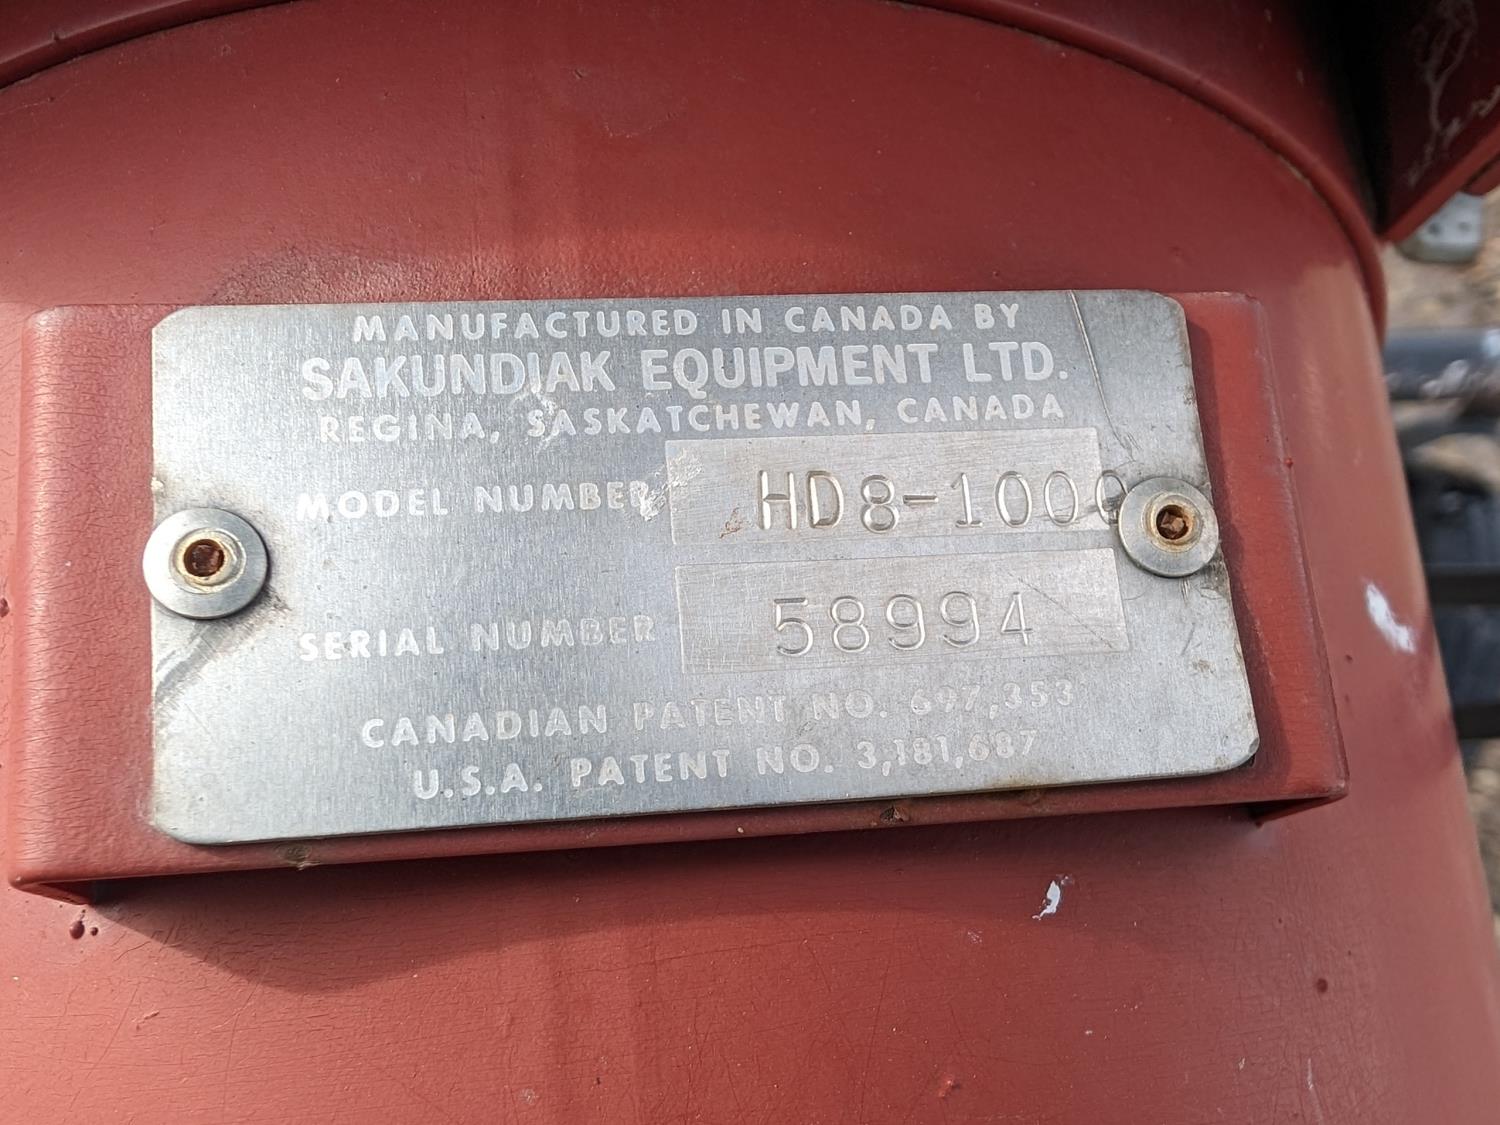 MANUFACTURED IN CANADA BY
SAKUNDIAK EQUIPMENT LTD.
REGINA, SASKATCHEWAN, CANADA
MODEL NUMBER HD8-1000
SERIAL NUMBER 58994
CANADIAN PATENT NO. 697,353
U.S.A. PATENT NO. 3,181,687